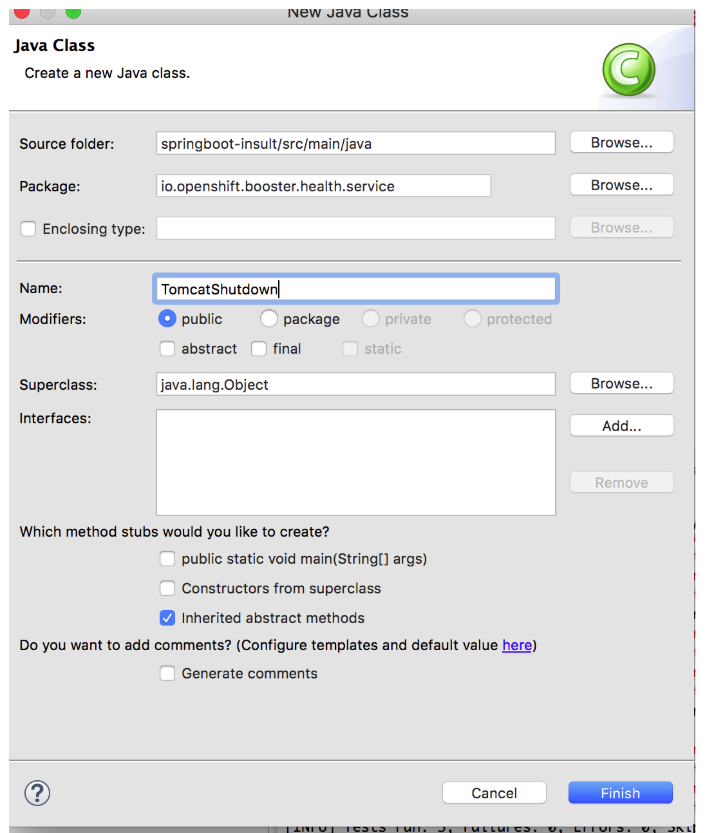 New Java Class
Java Class
Create a new Java class.
C
Source folder: springboot-insult/src/main/java Browse...
Package: io.openshift.booster.health.service Browse...
Enclosing type: Browse...
Name: TomcatShutdown
Modifiers: public package private protected
abstract final static
Superclass: java.lang.Object Browse...
Interfaces: Add...
Remove
Which method stubs would you like to create?
public static void main(String[] args)
Constructors from superclass
Inherited abstract methods
Do you want to add comments? (Configure templates and default value here)
Generate comments
? Cancel Finish
[INFO] Tests run: 3, Failures: 0, Errors: 0, Ski